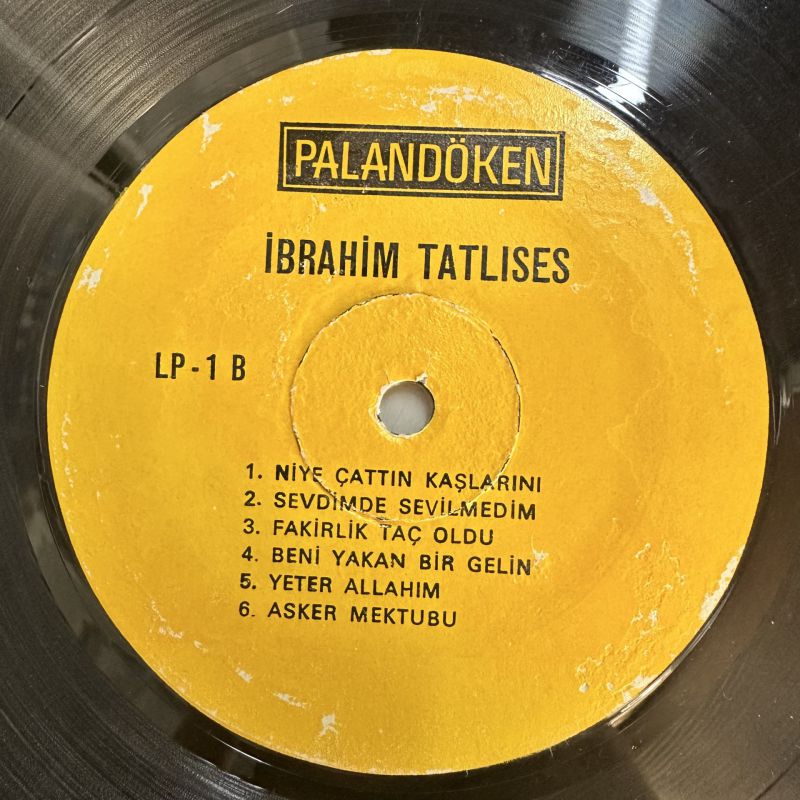 PALANDÖKEN
İBRAHİM TATLISES
LP-1 B
1. NİYE ÇATTIN KAŞLARINI
2. SEVDİMDE SEVİLMEDİM
3. FAKİRLİK TAÇ OLDU
4. BENİ YAKAN BİR GELİN
5. YETER ALLAHIM
6. ASKER MEKTUBU